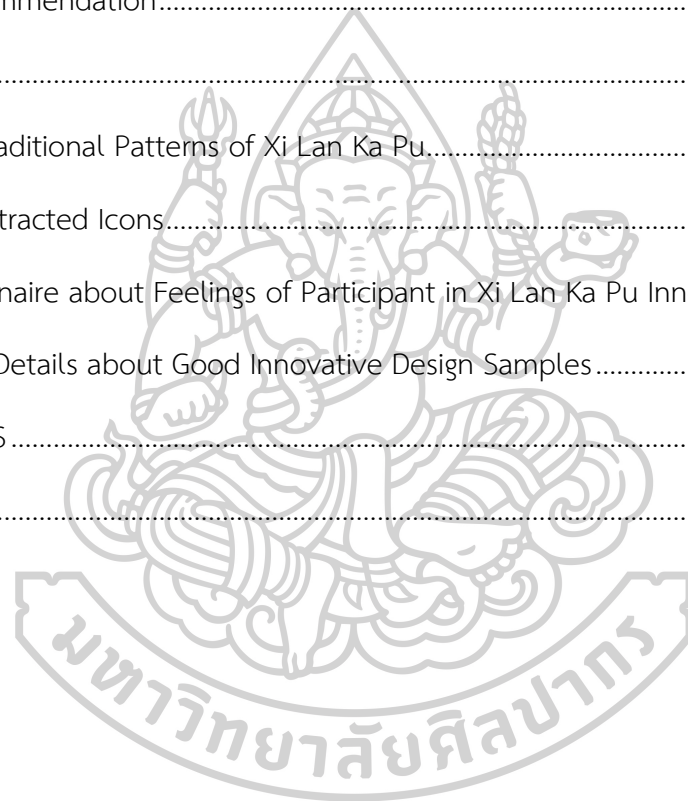 mmendation
aditional Patterns of Xi Lan Ka Pu
tracted Icons
naire about Feelings of Participant in Xi Lan Ka Pu Inn
Details about Good Innovative Design Samples
S
มหาวิทยาลัยศิลปากร